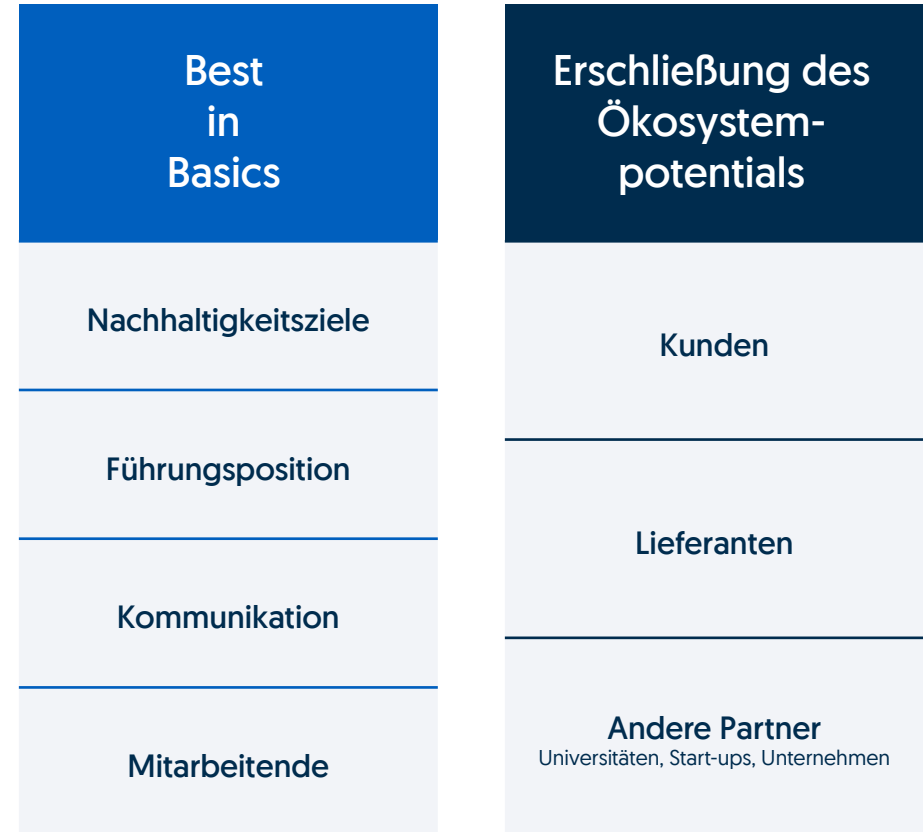 Best
in
Basics
Nachhaltigkeitsziele
Führungsposition
Kommunikation
Mitarbeitende
Erschließung des
Ökosystem-
potentials
Kunden
Lieferanten
Andere Partner
Universitäten, Start-ups, Unternehmen